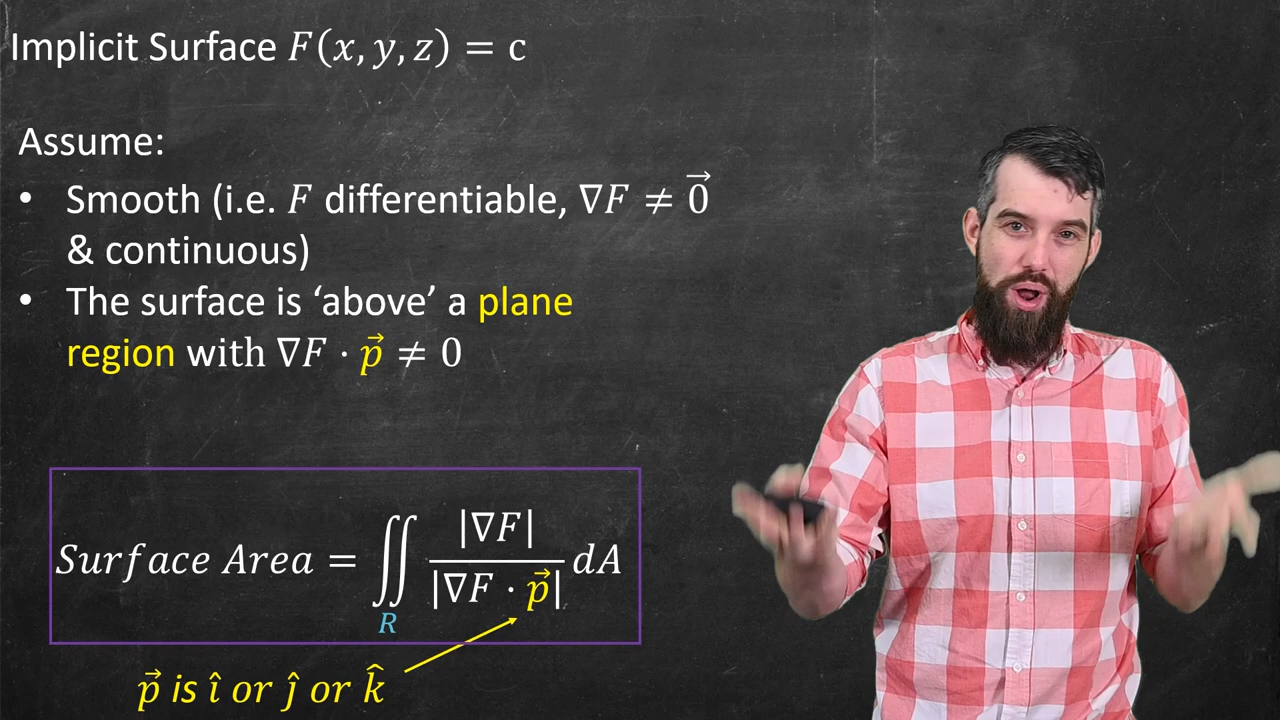 Implicit Surface F(x, y, z) = c
Assume:
• Smooth (i.e. F differentiable, ∇F ≠ 0⃗
& continuous)
• The surface is ‘above’ a plane
region with ∇F · p⃗ ≠ 0
Surface Area = ∬_R |∇F| / |∇F · p⃗| dA
p⃗ is î or ĵ or k̂